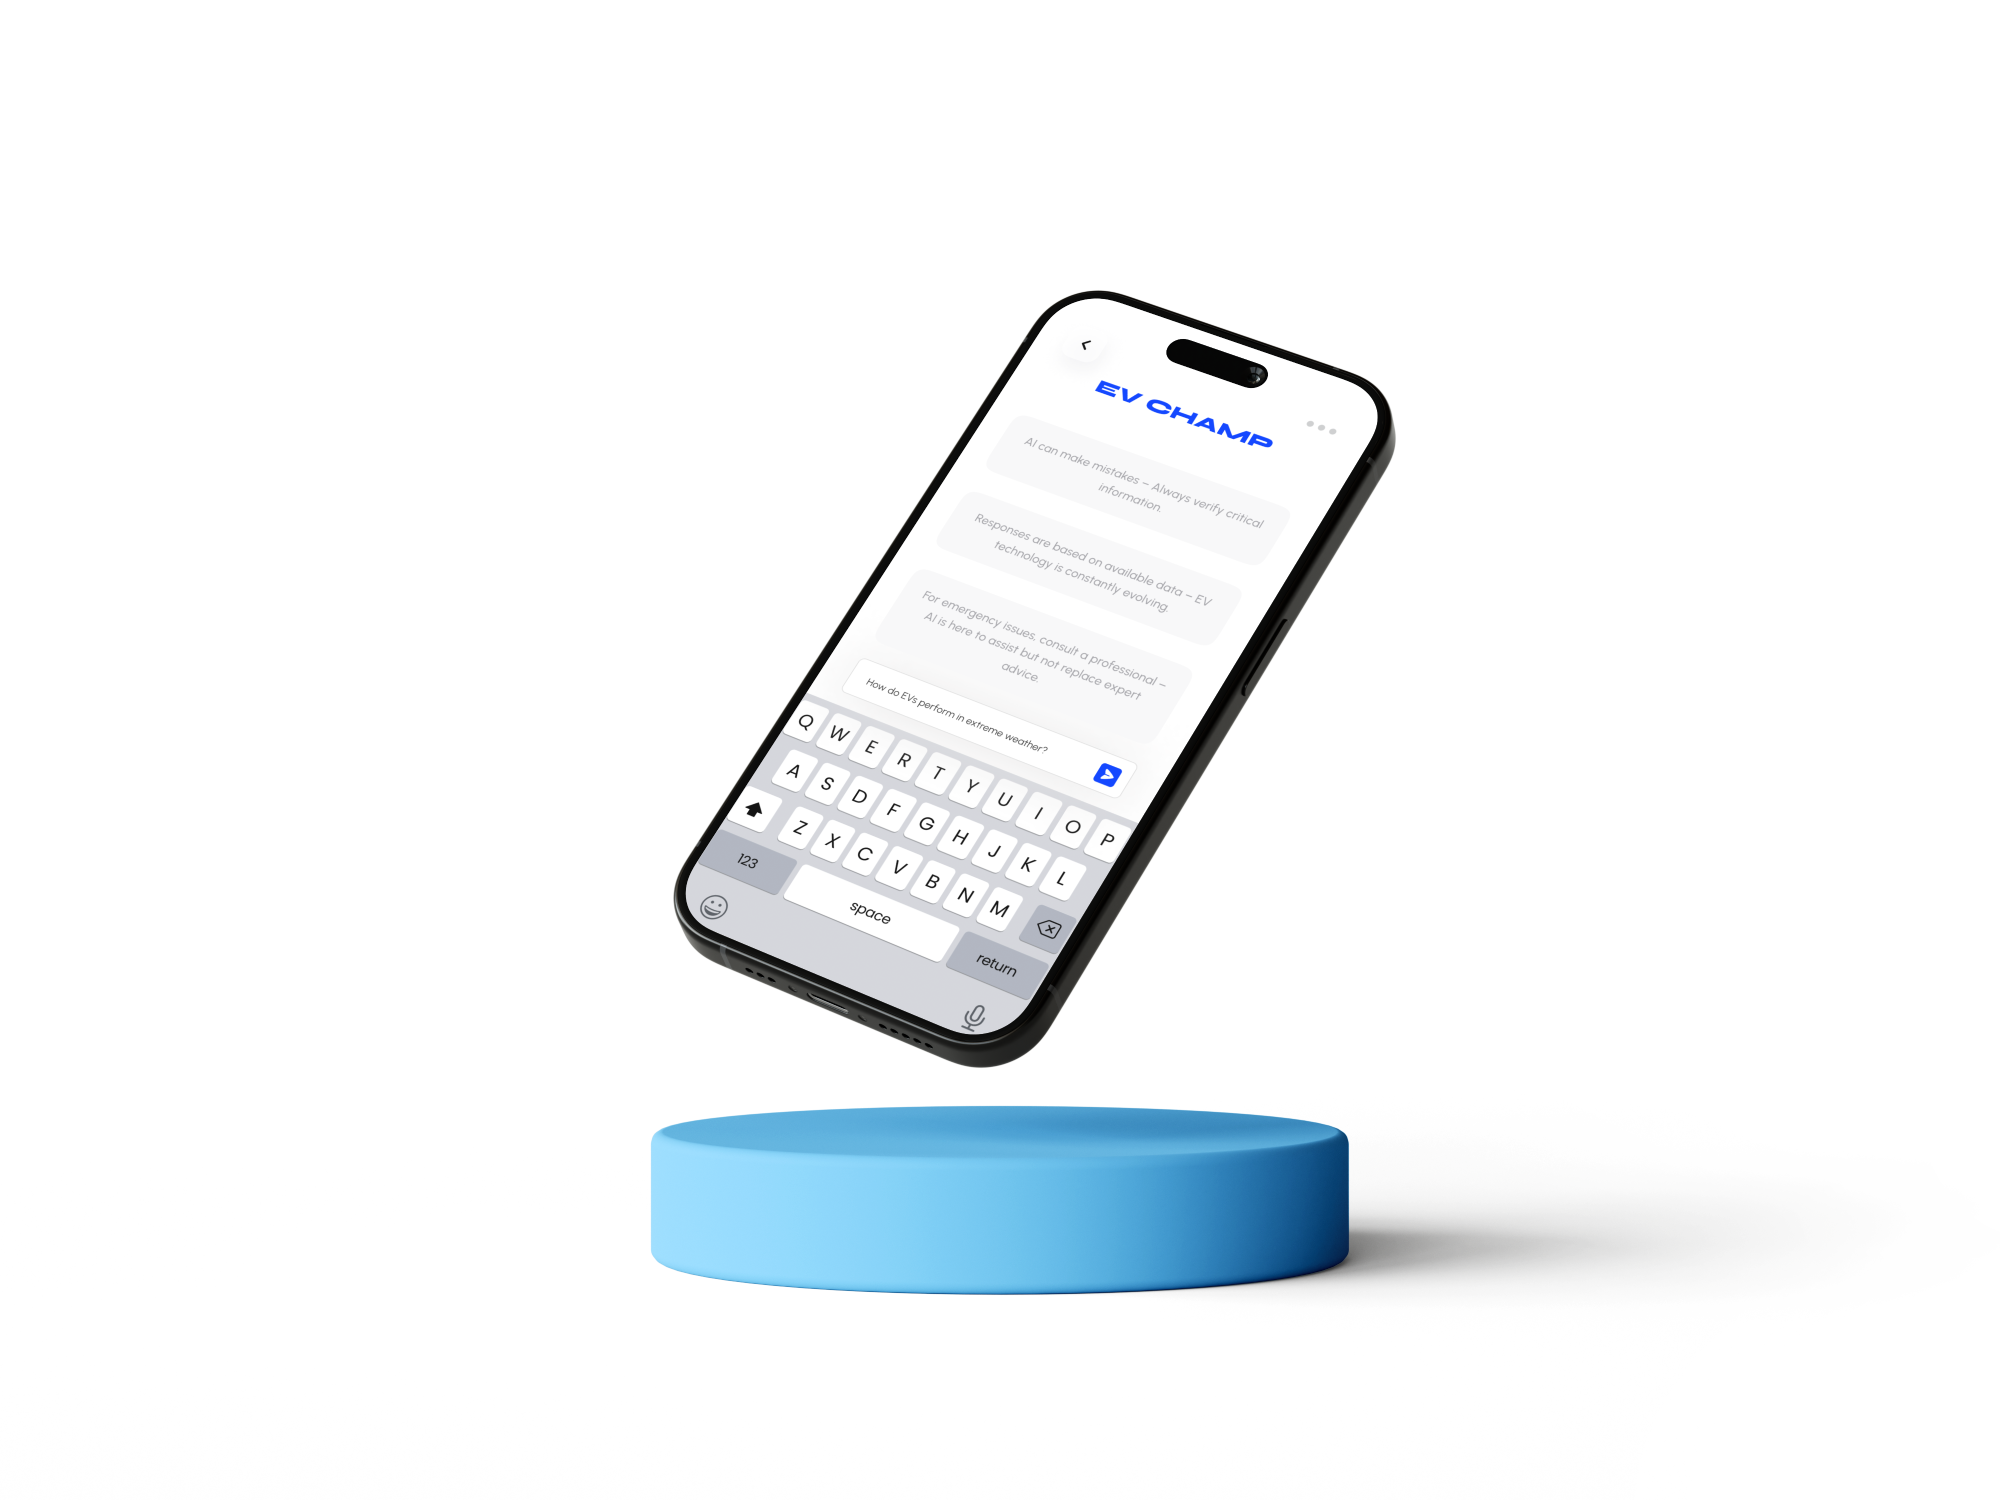 EV CHAMP
AI can make mistakes – Always verify critical
information.
Responses are based on available data – EV
technology is constantly evolving.
For emergency issues, consult a professional –
AI is here to assist but not replace expert
advice.
How do EVs perform in extreme weather?
Q W E R T Y U I O P
A S D F G H J K L
Z X C V B N M
123 space return